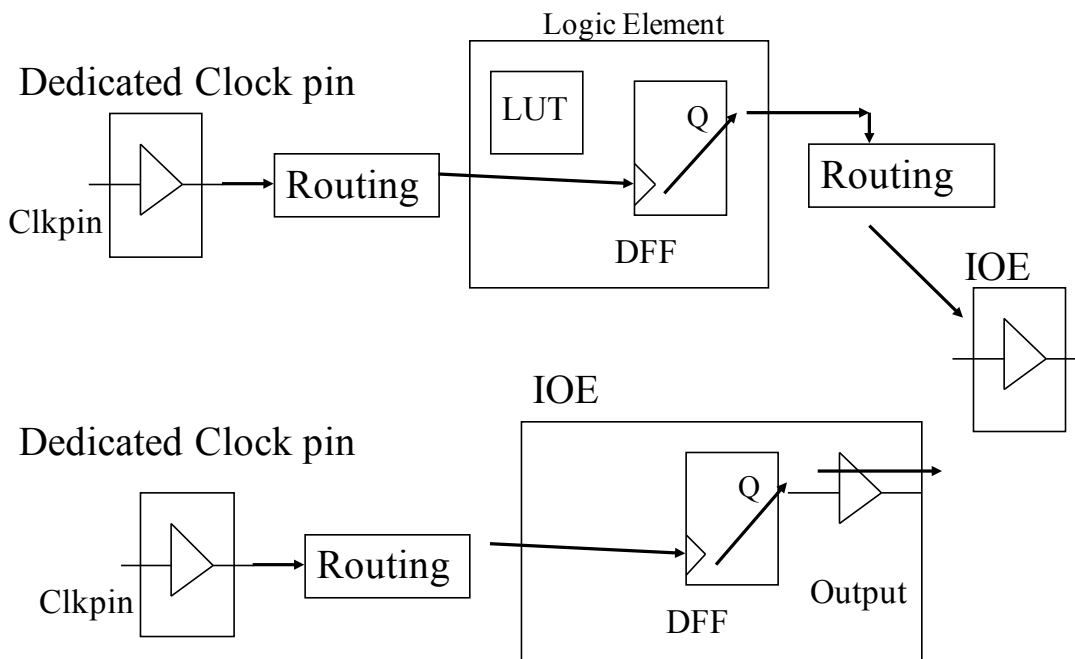 Logic Element
Dedicated Clock pin
LUT
Q
Clkpin
Routing
DFF
Routing
IOE
IOE
Dedicated Clock pin
Q
Clkpin
Routing
DFF
Output